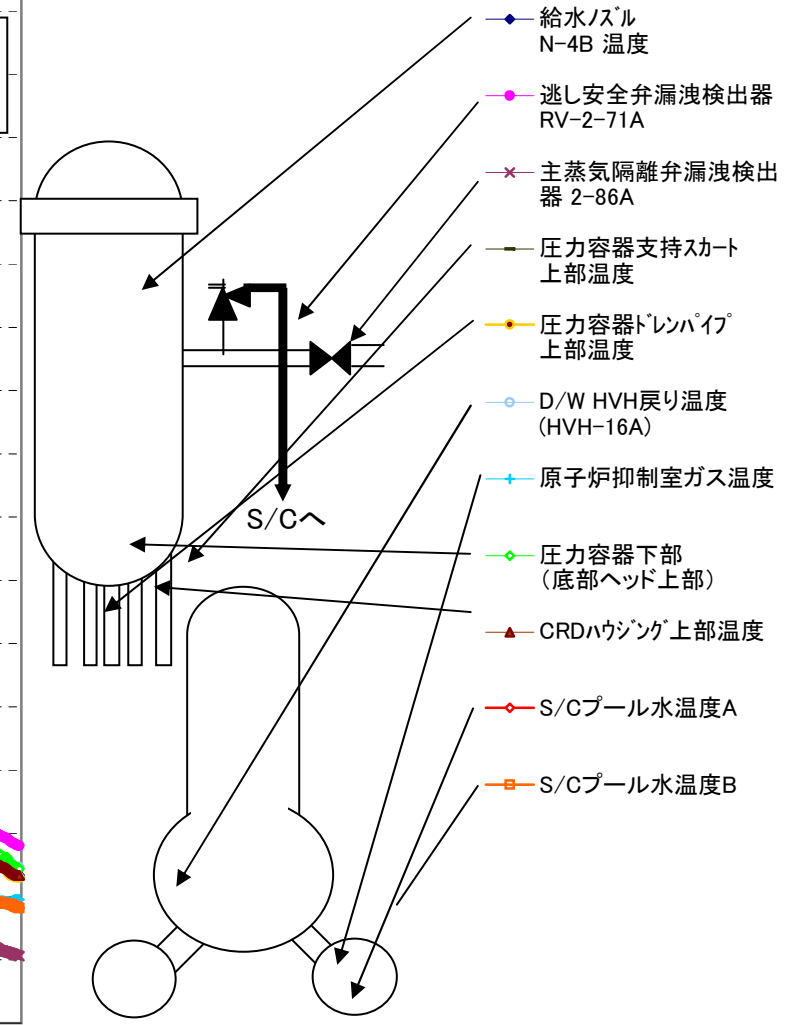 給水ﾉｽﾞﾙ
N-4B 温度
逃し安全弁漏洩検出器
RV-2-71A
主蒸気隔離弁漏洩検出
器 2-86A
圧力容器支持ｽｶｰﾄ
上部温度
圧力容器ﾄﾞﾚﾝﾊﾟｲﾌﾟ
上部温度
D/W HVH戻り温度
(HVH-16A)
原子炉抑制室ガス温度
S/Cへ
圧力容器下部
（底部ヘッド上部）
CRDﾊｳｼﾞﾝｸﾞ上部温度
S/Cプール水温度A
S/Cプール水温度B